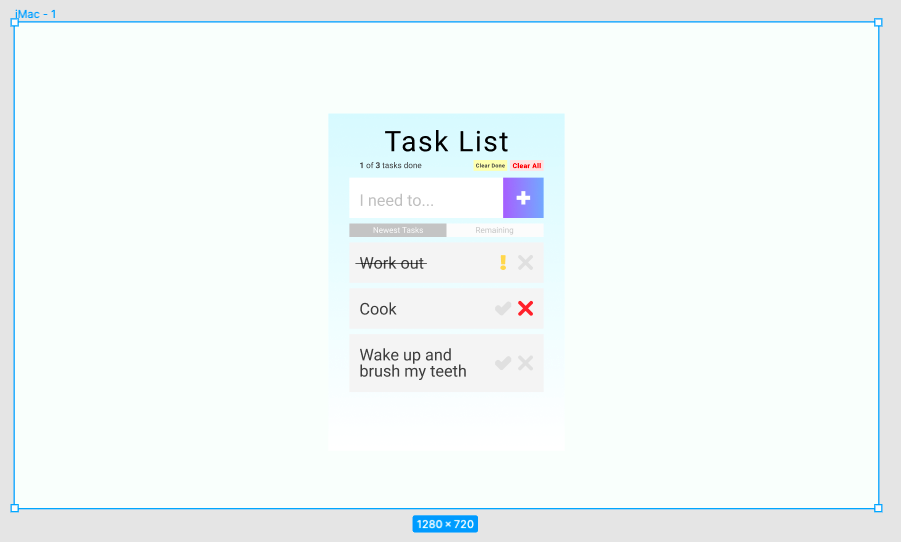 iMac - 1
Task List
1 of 3 tasks done
Clear Done
Clear All
I need to...
Newest Tasks
Remaining
Work out
Cook
Wake up and
brush my teeth
1280 × 720